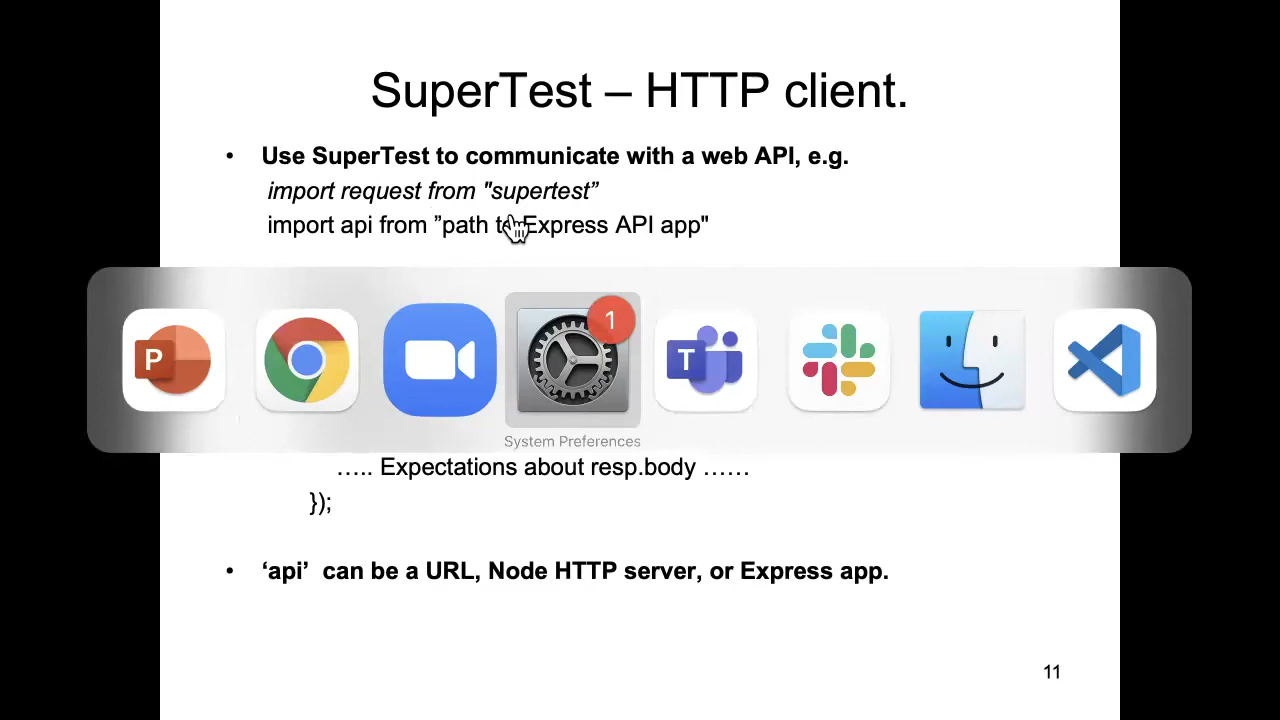 SuperTest – HTTP client.
• Use SuperTest to communicate with a web API, e.g.
import request from "supertest”
import api from ”path to Express API app"
P
1
T
System Preferences
….. Expectations about resp.body ……
});
• ‘api’ can be a URL, Node HTTP server, or Express app.
11